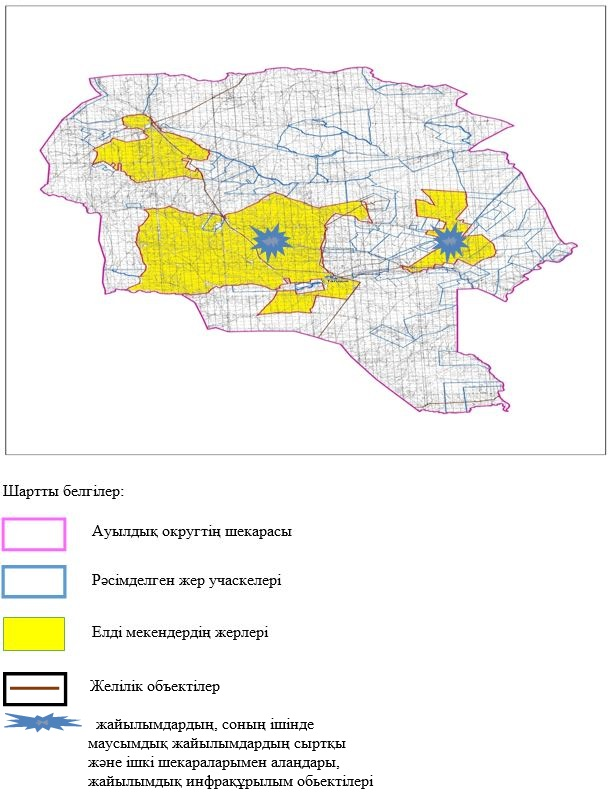 Шартты белгілер:
Ауылдық округтің шекарасы
Рәсімделген жер учаскелері
Елді мекендердің жерлері
Желілік объектілер
жайылымдардың, соның ішінде
маусымдық жайылымдардың сыртқы
және ішкі шекараларымен алаңдары,
жайылымдық инфрақұрылым обьектілері